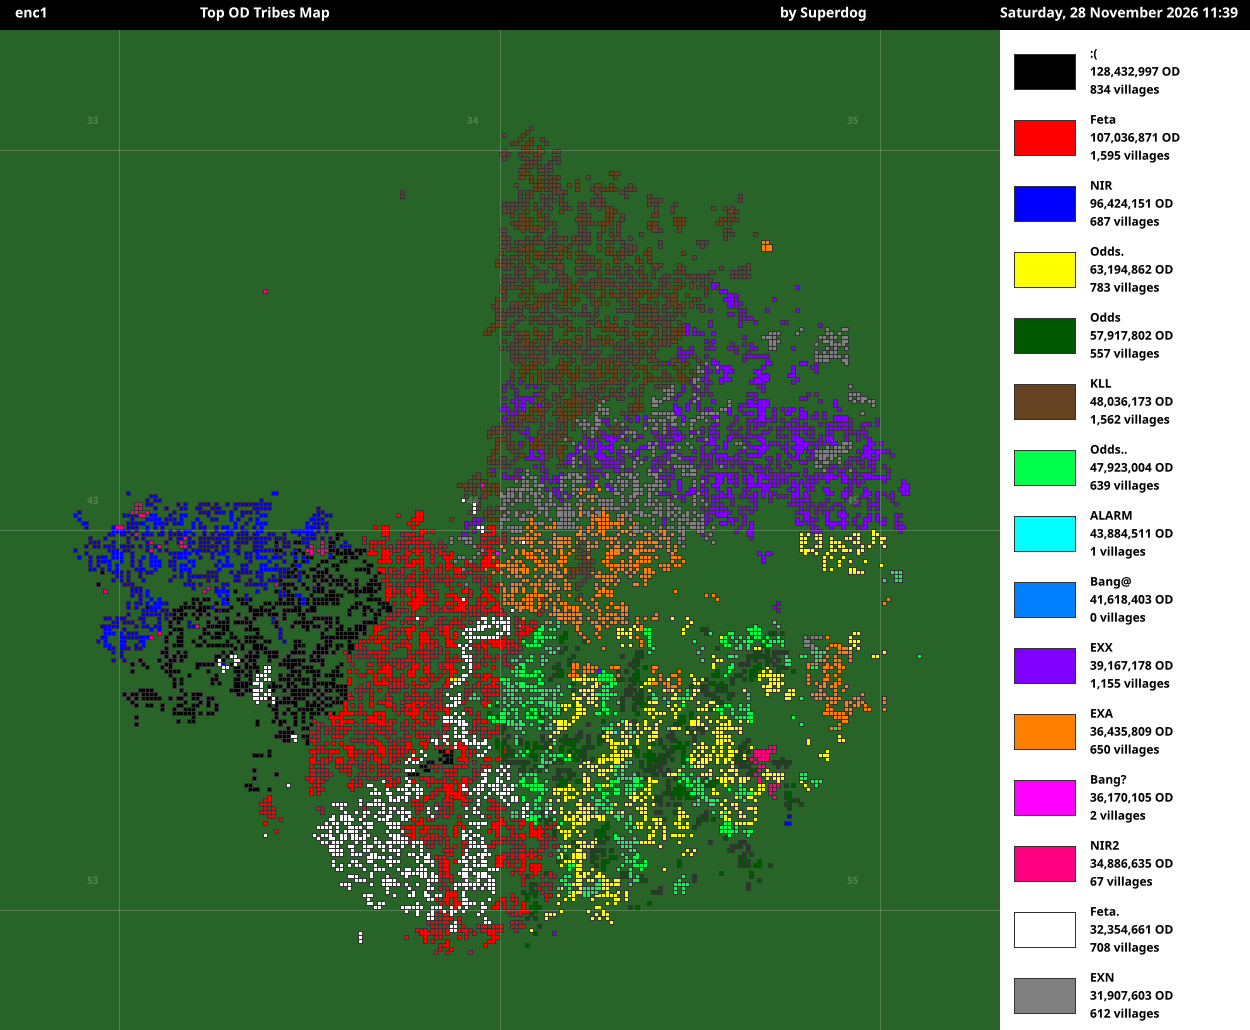 enc1 Top OD Tribes Map by Superdog Saturday, 28 November 2026 11:39
33 34 35
43
53 55
:(
128,432,997 OD
834 villages
Feta
107,036,871 OD
1,595 villages
NIR
96,424,151 OD
687 villages
Odds.
63,194,862 OD
783 villages
Odds
57,917,802 OD
557 villages
KLL
48,036,173 OD
1,562 villages
Odds..
47,923,004 OD
639 villages
ALARM
43,884,511 OD
1 villages
Bang@
41,618,403 OD
0 villages
EXX
39,167,178 OD
1,155 villages
EXA
36,435,809 OD
650 villages
Bang?
36,170,105 OD
2 villages
NIR2
34,886,635 OD
67 villages
Feta.
32,354,661 OD
708 villages
EXN
31,907,603 OD
612 villages